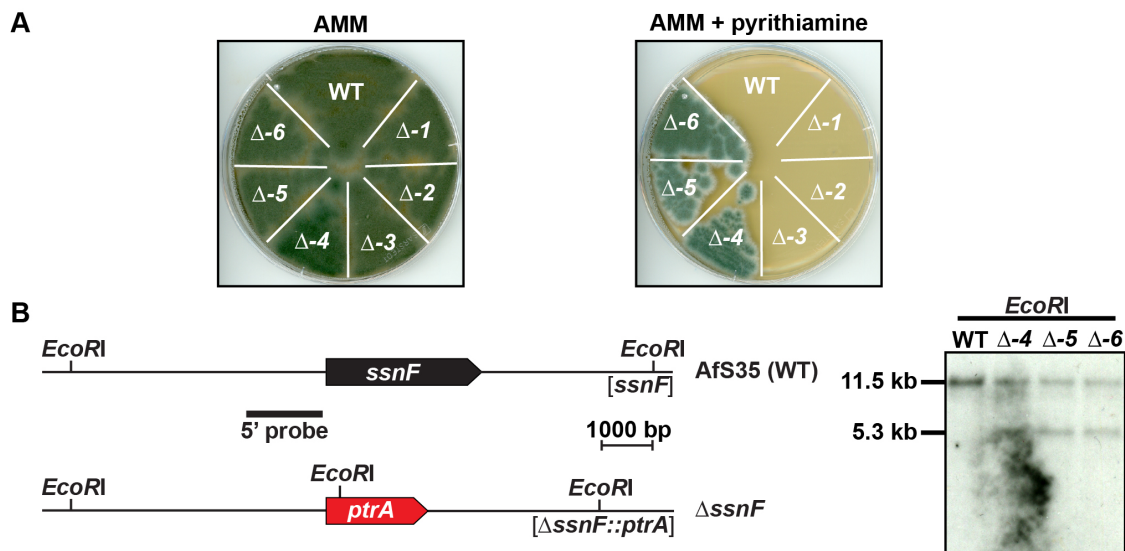 A
AMM
AMM + pyrithiamine
WT
Δ-1
Δ-2
Δ-3
Δ-4
Δ-5
Δ-6
WT
Δ-1
Δ-2
Δ-3
Δ-4
Δ-5
Δ-6
B
EcoRI
ssnF
EcoRI
[ssnF]
AfS35 (WT)
5' probe
1000 bp
EcoRI
EcoRI
ptrA
EcoRI
[ΔssnF::ptrA]
ΔssnF
EcoRI
WT Δ-4 Δ-5 Δ-6
11.5 kb
5.3 kb